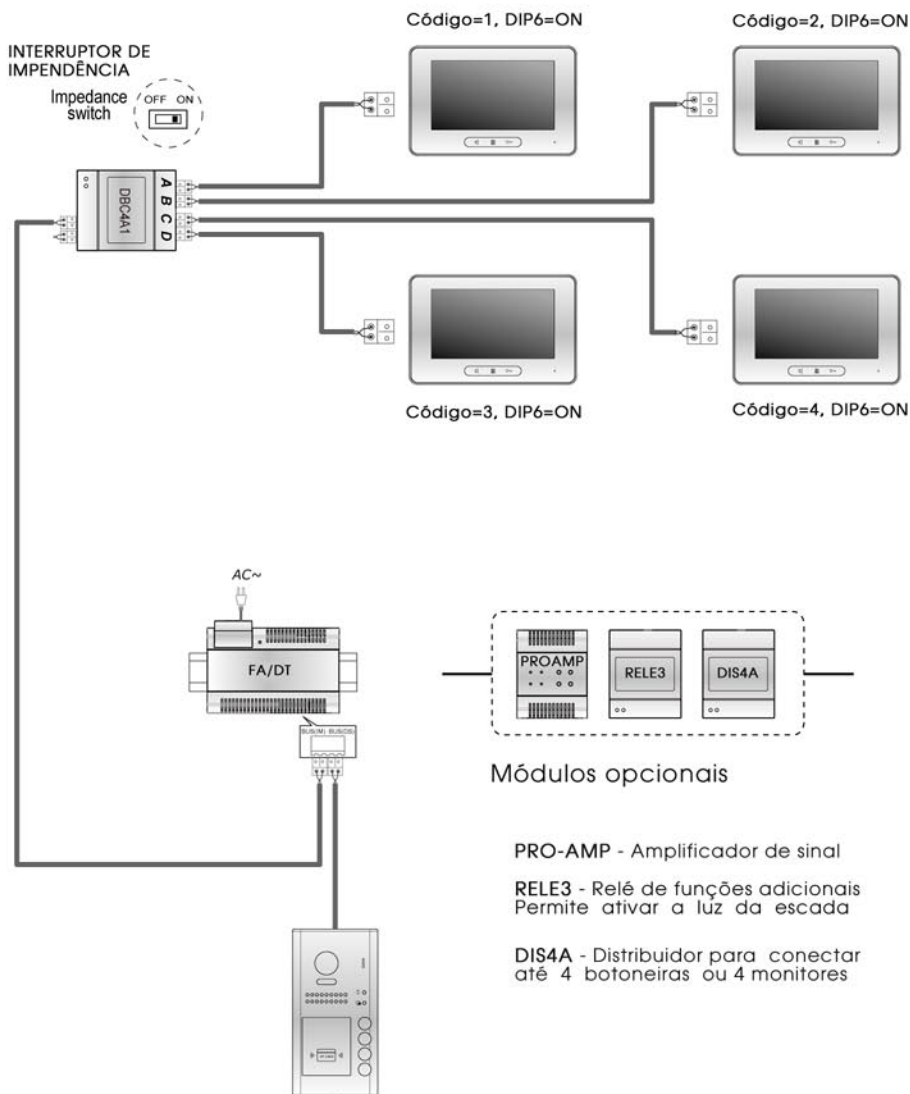 Código=1, DIP6=ON
Código=2, DIP6=ON
INTERRUPTOR DE
IMPENDÊNCIA
Impedance
switch
OFF ON
DBC4A1
A
B
C
D
Código=3, DIP6=ON
Código=4, DIP6=ON
AC~
FA/DT
BUS(IM) BUS(DS)
PROAMP
RELE3
DIS4A
Módulos opcionais
PRO-AMP - Amplificador de sinal
RELE3 - Relé de funções adicionais
Permite ativar a luz da escada
DIS4A - Distribuidor para conectar
até 4 botoneiras ou 4 monitores